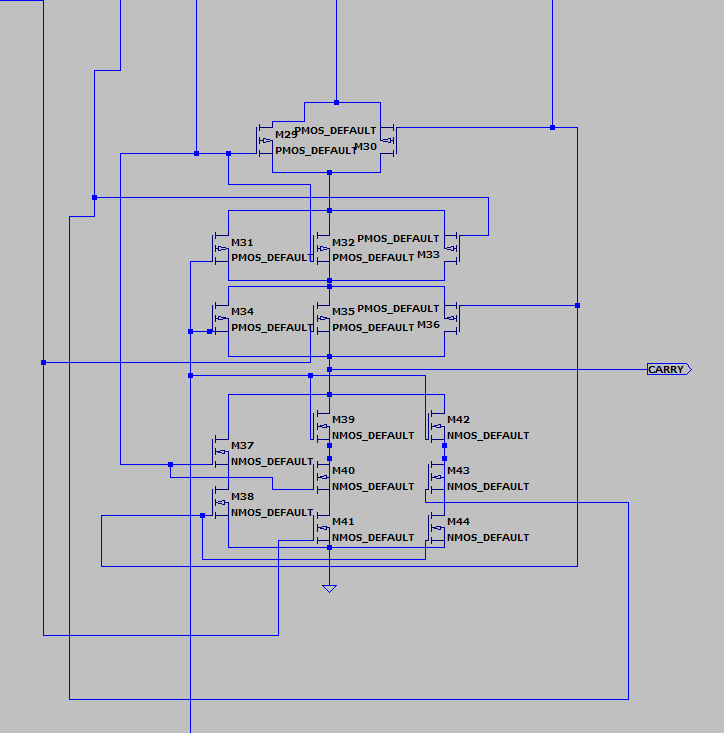 M29 PMOS_DEFAULT
PMOS_DEFAULT M30
M31 M32 PMOS_DEFAULT
PMOS_DEFAULT PMOS_DEFAULT M33
M34 M35 PMOS_DEFAULT
PMOS_DEFAULT PMOS_DEFAULT M36
CARRY
M39 M42
NMOS_DEFAULT NMOS_DEFAULT
M37
NMOS_DEFAULT
M40 M43
NMOS_DEFAULT NMOS_DEFAULT
M38
NMOS_DEFAULT
M41 M44
NMOS_DEFAULT NMOS_DEFAULT